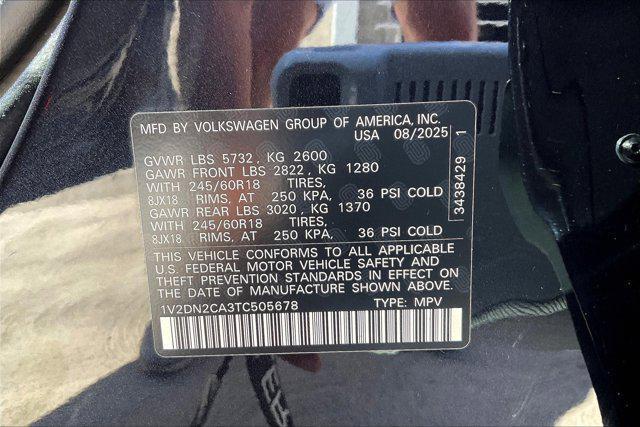 MFD BY VOLKSWAGEN GROUP OF AMERICA, INC.
USA 08/2025
GVWR LBS 5732, KG 2600
GAWR FRONT LBS 2822, KG 1280
WITH 245/60R18 TIRES,
8JX18 RIMS, AT 250 KPA, 36 PSI COLD
GAWR REAR LBS 3020, KG 1370
WITH 245/60R18 TIRES,
8JX18 RIMS, AT 250 KPA, 36 PSI COLD
THIS VEHICLE CONFORMS TO ALL APPLICABLE
U.S. FEDERAL MOTOR VEHICLE SAFETY AND
THEFT PREVENTION STANDARDS IN EFFECT ON
THE DATE OF MANUFACTURE SHOWN ABOVE.
1V2DN2CA3TC505678 TYPE: MPV
3438429 1